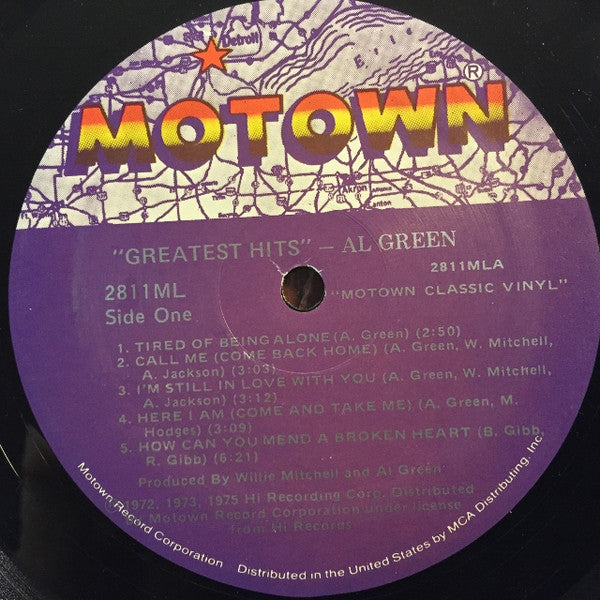 Detroit
Erie
MOTOWN®
Akron
Canton
"GREATEST HITS" – AL GREEN
2811MLA
2811ML
"MOTOWN CLASSIC VINYL"
Side One
1. TIRED OF BEING ALONE (A. Green) (2:50)
2. CALL ME (COME BACK HOME) (A. Green, W. Mitchell,
A. Jackson) (3:03)
3. I'M STILL IN LOVE WITH YOU (A. Green, W. Mitchell,
A. Jackson) (3:12)
4. HERE I AM (COME AND TAKE ME) (A. Green, M.
Hodges) (3:09)
5. HOW CAN YOU MEND A BROKEN HEART (B. Gibb,
R. Gibb) (6:21)
Produced By Willie Mitchell and Al Green
1972, 1973, 1975 Hi Recording Corp. Distributed
Motown Record Corporation under license
from Hi Records
Motown Record Corporation Distributed in the United States by MCA Distributing, Inc.